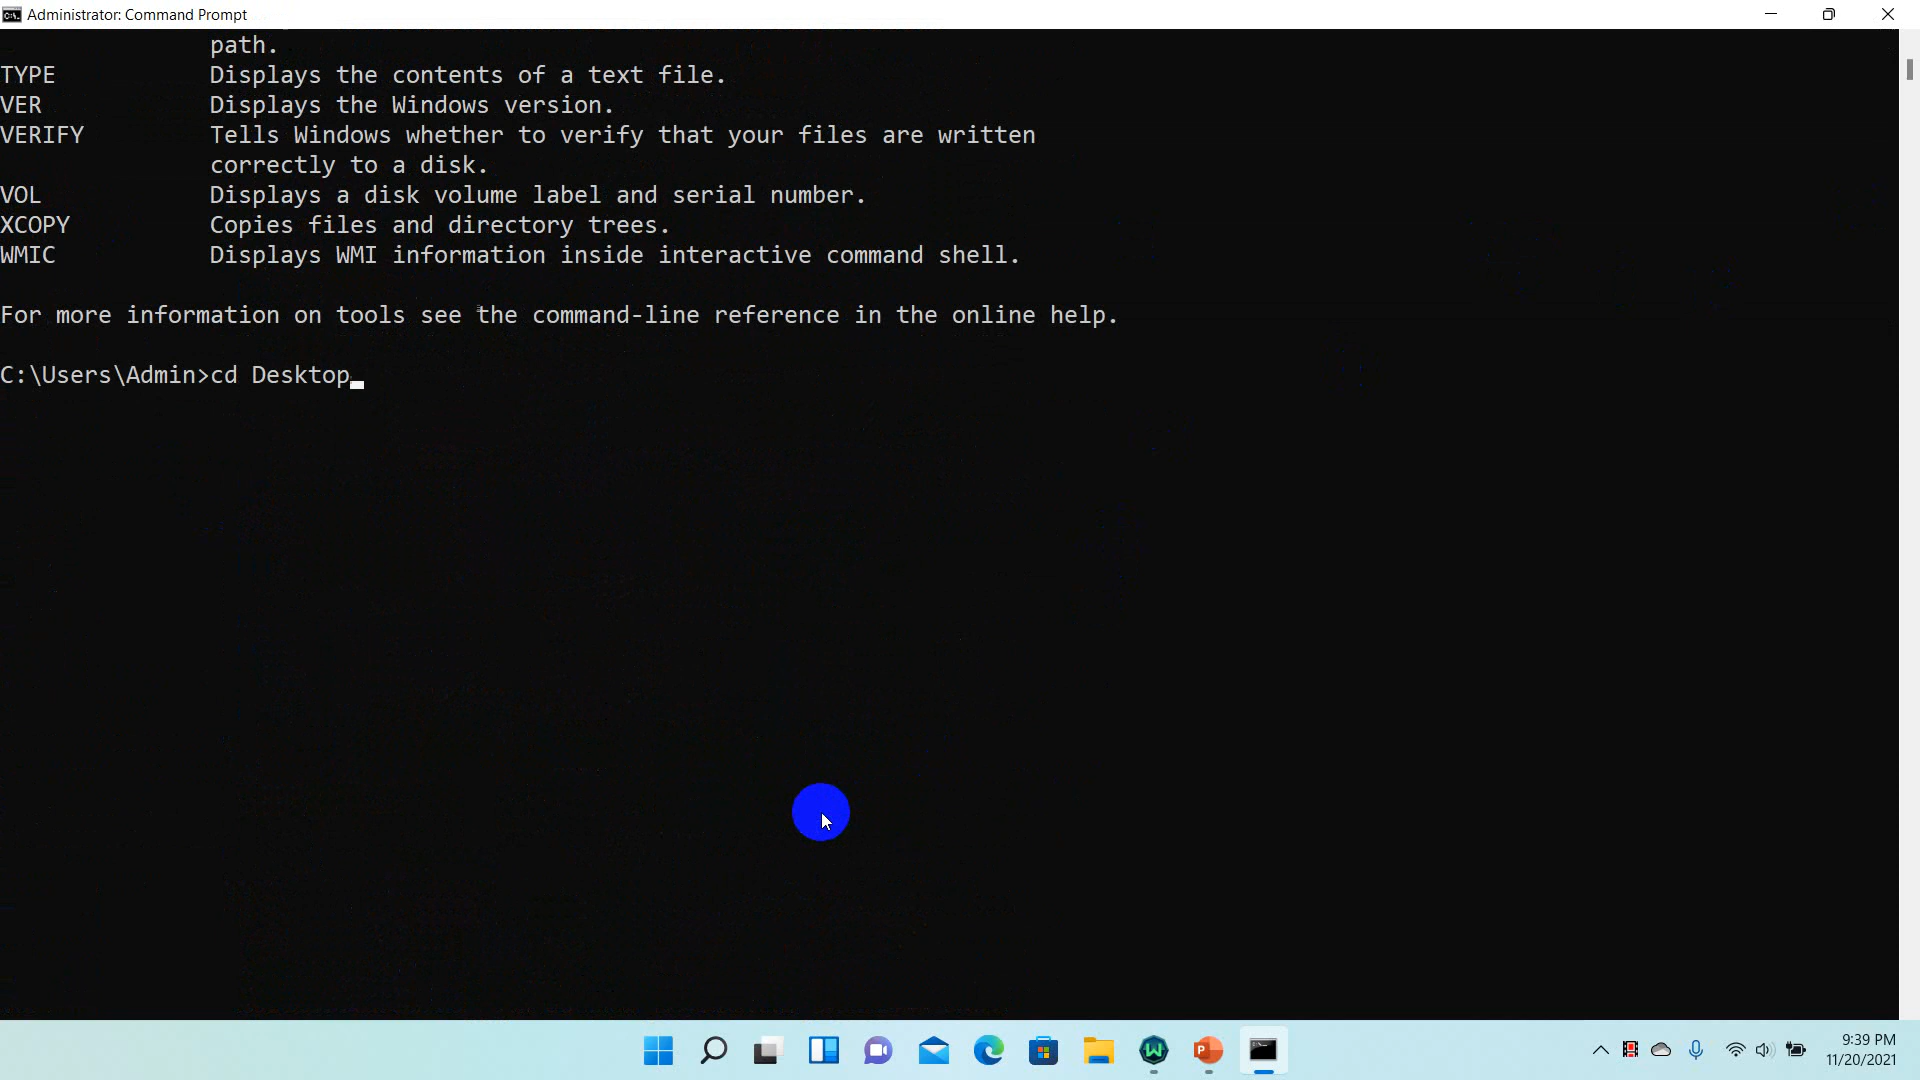 Administrator: Command Prompt
path.
TYPE Displays the contents of a text file.
VER Displays the Windows version.
VERIFY Tells Windows whether to verify that your files are written
correctly to a disk.
VOL Displays a disk volume label and serial number.
XCOPY Copies files and directory trees.
WMIC Displays WMI information inside interactive command shell.
For more information on tools see the command-line reference in the online help.
C:\Users\Admin>cd Desktop
9:39 PM
11/20/2021